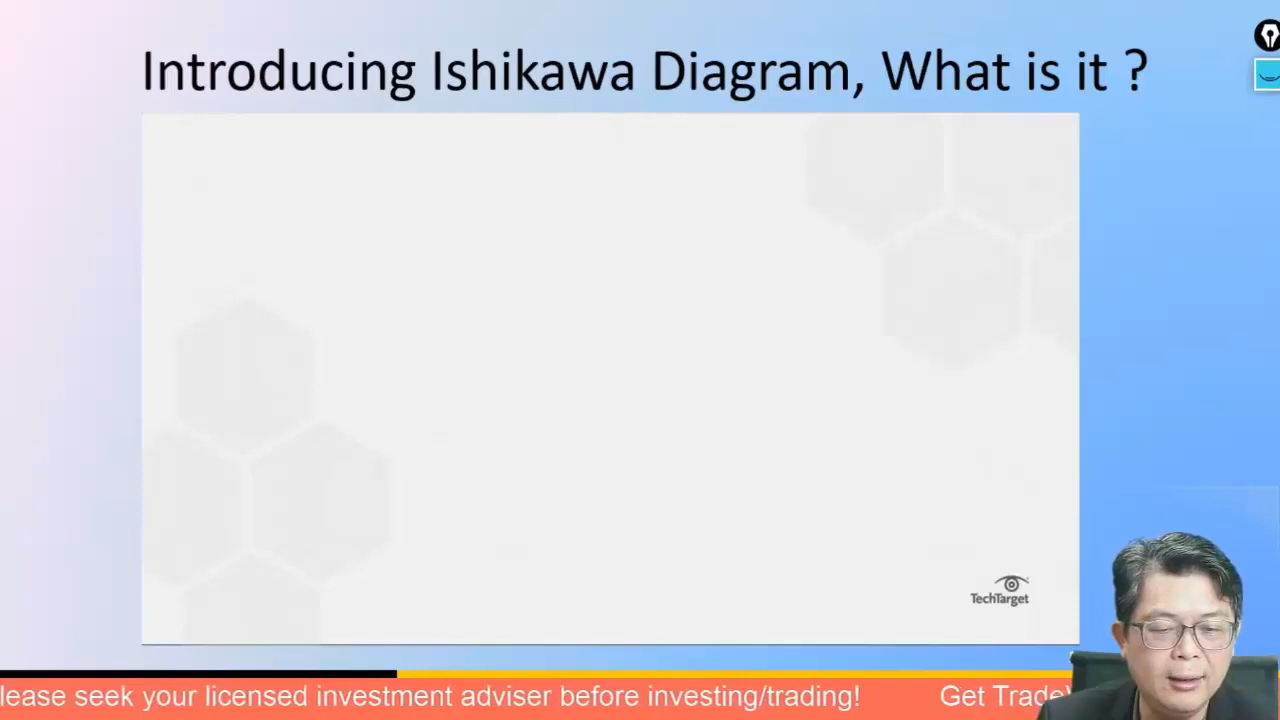 Introducing Ishikawa Diagram, What is it ?
TechTarget
lease seek your licensed investment adviser before investing/trading! Get Trade